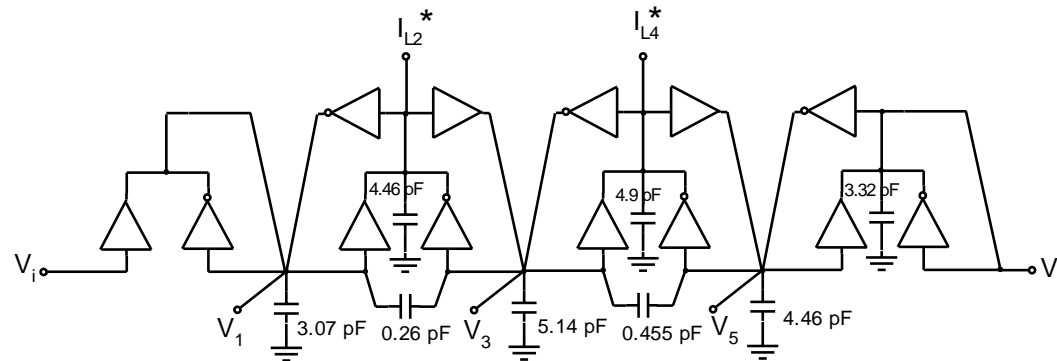 I_L2* I_L4*
4.46 pF 4.9 pF 3.32 pF
V_i V
V_1 3.07 pF 0.26 pF V_3 5.14 pF 0.455 pF V_5 4.46 pF